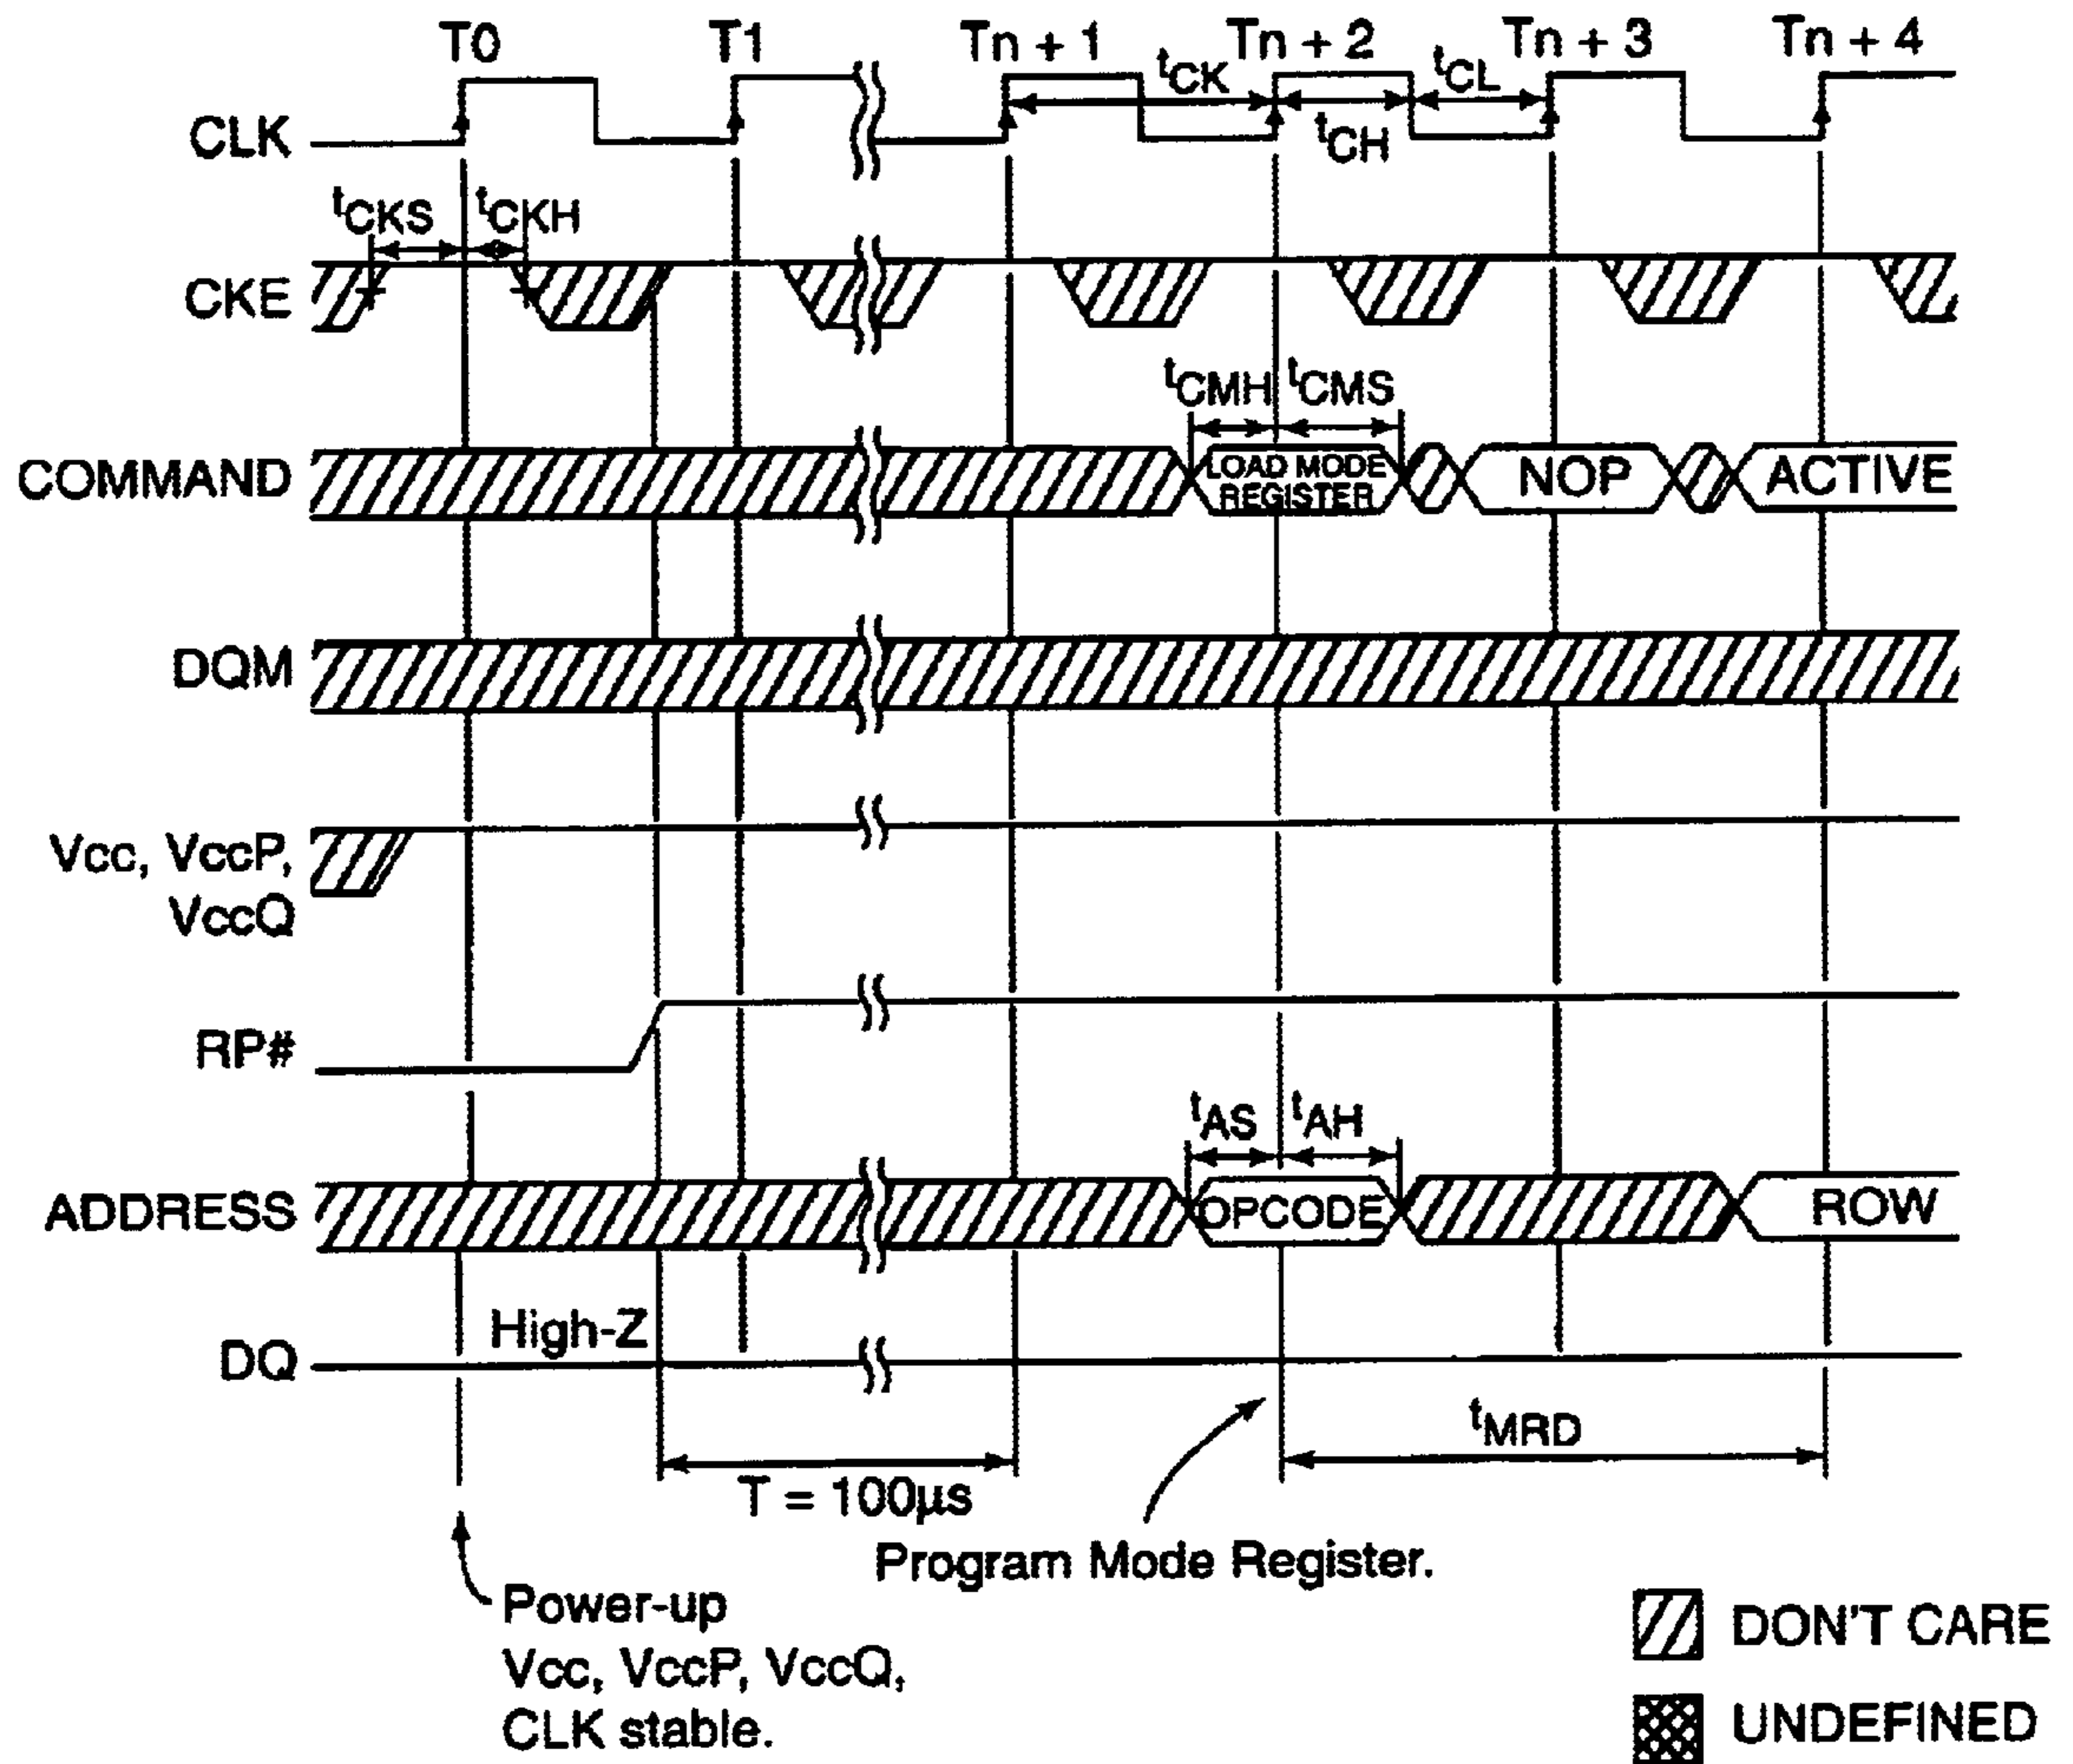 T0 T1 Tn + 1 Tn + 2 Tn + 3 Tn + 4
tCK tCL
CLK
tCH
tCKS tCKH
CKE
tCMH tCMS
COMMAND LOAD MODE REGISTER NOP ACTIVE
DQM
Vcc, VccP,
VccQ
RP#
tAS tAH
ADDRESS OPCODE ROW
High-Z
DQ
tMRD
T = 100µs
Program Mode Register.
Power-up
Vcc, VccP, VccQ,
CLK stable.
DON'T CARE
UNDEFINED